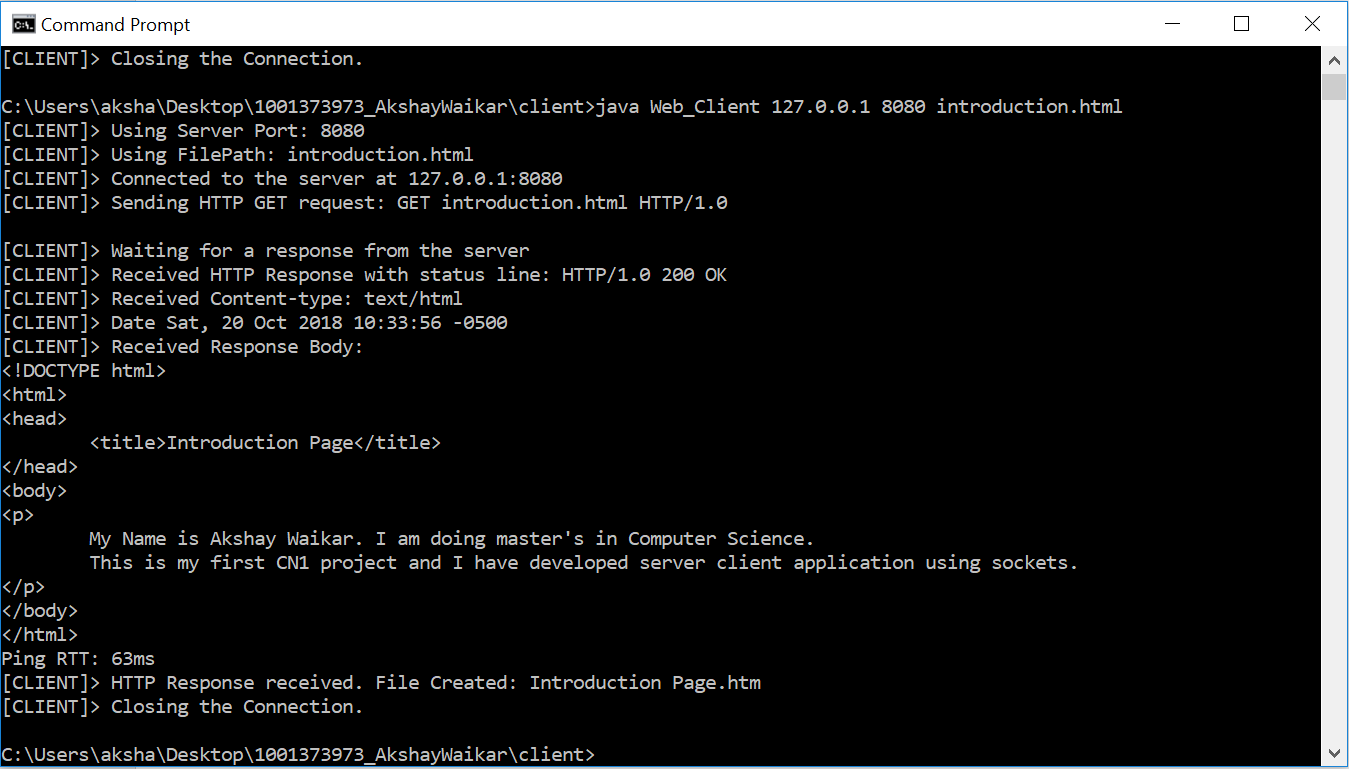 Command Prompt
[CLIENT]> Closing the Connection.
C:\Users\aksha\Desktop\1001373973_AkshayWaikar\client>java Web_Client 127.0.0.1 8080 introduction.html
[CLIENT]> Using Server Port: 8080
[CLIENT]> Using FilePath: introduction.html
[CLIENT]> Connected to the server at 127.0.0.1:8080
[CLIENT]> Sending HTTP GET request: GET introduction.html HTTP/1.0
[CLIENT]> Waiting for a response from the server
[CLIENT]> Received HTTP Response with status line: HTTP/1.0 200 OK
[CLIENT]> Received Content-type: text/html
[CLIENT]> Date Sat, 20 Oct 2018 10:33:56 -0500
[CLIENT]> Received Response Body:
<!DOCTYPE html>
<html>
<head>
        <title>Introduction Page</title>
</head>
<body>
<p>
        My Name is Akshay Waikar. I am doing master's in Computer Science.
        This is my first CN1 project and I have developed server client application using sockets.
</p>
</body>
</html>
Ping RTT: 63ms
[CLIENT]> HTTP Response received. File Created: Introduction Page.htm
[CLIENT]> Closing the Connection.
C:\Users\aksha\Desktop\1001373973_AkshayWaikar\client>